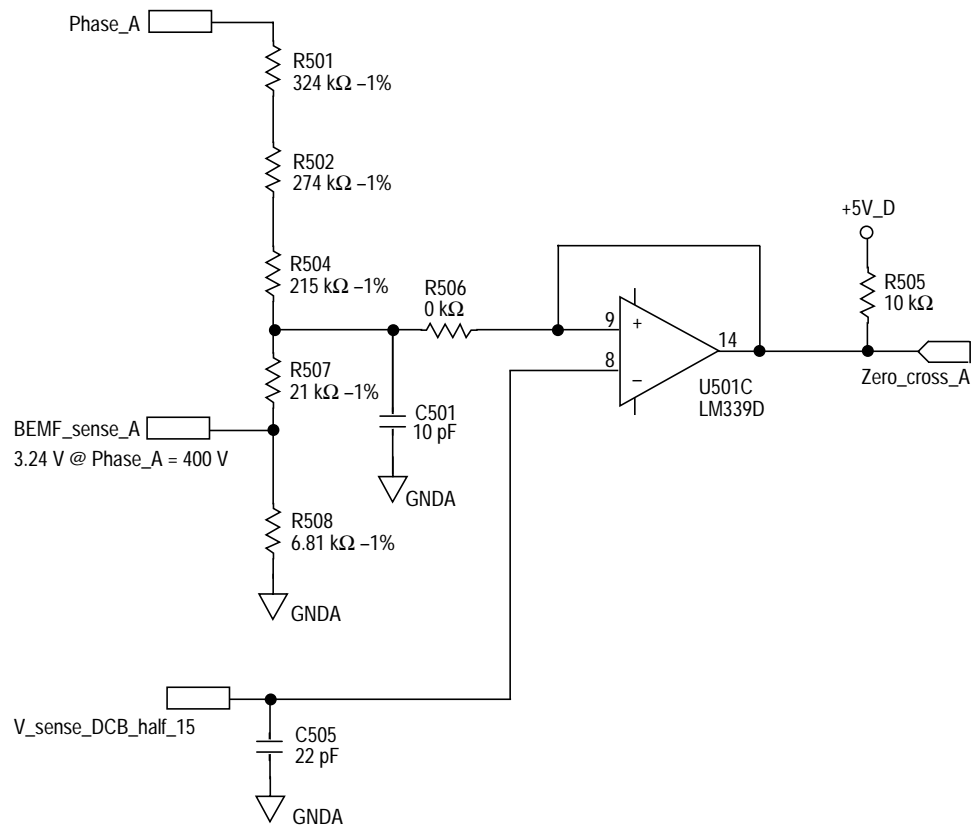 Phase_A
R501
324 kΩ –1%
R502
274 kΩ –1%
+5V_D
R504
215 kΩ –1%
R506
0 kΩ
R505
10 kΩ
9
+
14
8
–
U501C
LM339D
Zero_cross_A
R507
21 kΩ –1%
C501
10 pF
BEMF_sense_A
3.24 V @ Phase_A = 400 V
GNDA
R508
6.81 kΩ –1%
GNDA
V_sense_DCB_half_15
C505
22 pF
GNDA